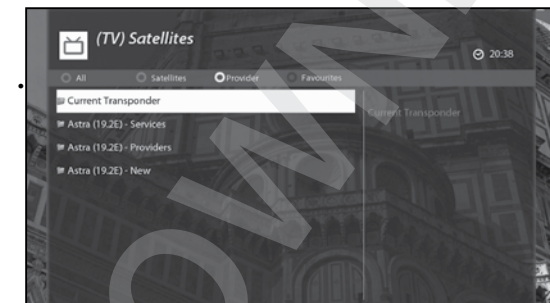 (TV) Satellites
20:38
All Satellites Provider Favourites
Current Transponder
Current Transponder
Astra (19.2E) - Services
Astra (19.2E) - Providers
Astra (19.2E) - New